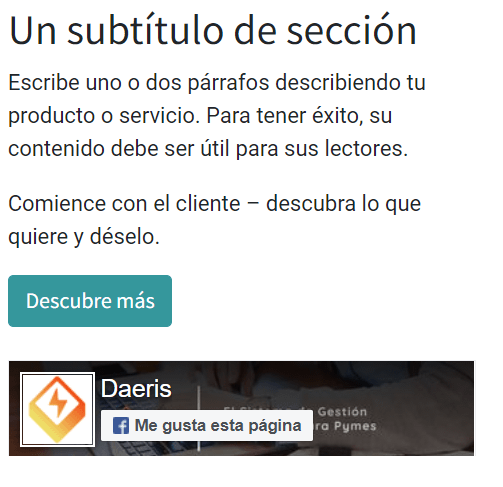 Un subtítulo de sección
Escribe uno o dos párrafos describiendo tu
producto o servicio. Para tener éxito, su
contenido debe ser útil para sus lectores.
Comience con el cliente – descubra lo que
quiere y déselo.
Descubre más
Daeris
El Sistema de Gestión
Pymes
Me gusta esta página